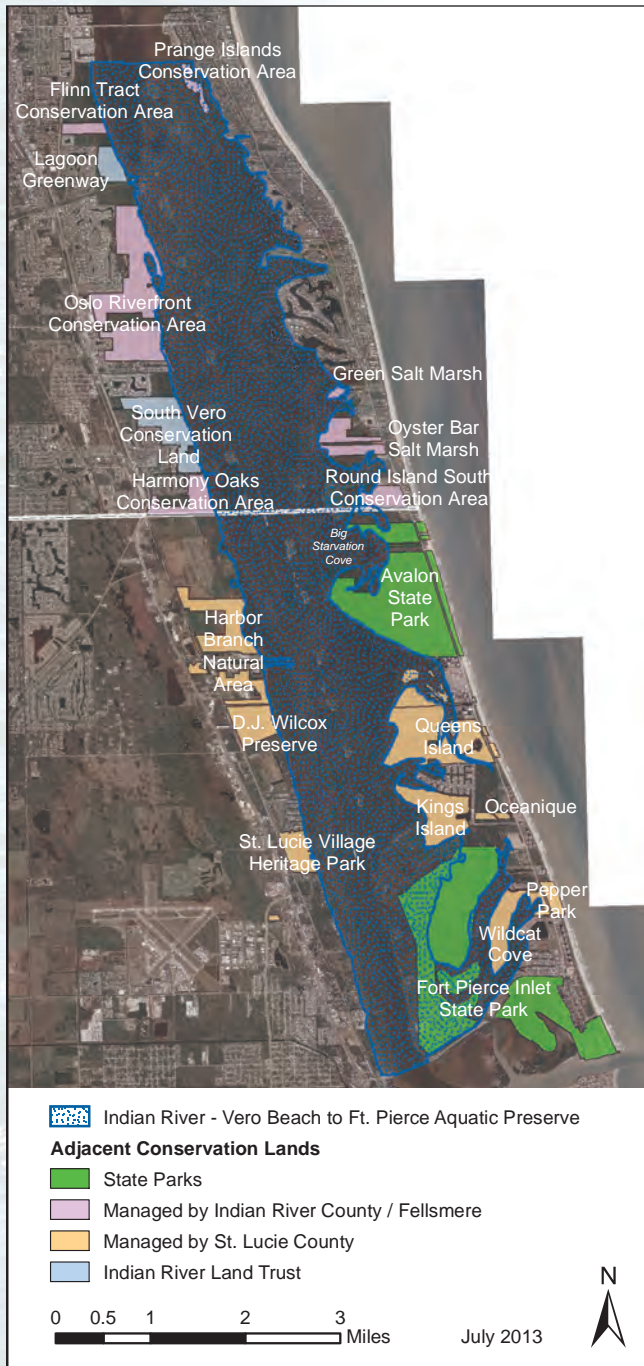 Prange Islands
Conservation Area
Flinn Tract
Conservation Area
Lagoon
Greenway
Oslo Riverfront
Conservation Area
Green Salt Marsh
South Vero
Conservation
Land
Oyster Bar
Salt Marsh
Harmony Oaks
Conservation Area
Round Island South
Conservation Area
Big
Starvation
Cove
Avalon
State
Park
Harbor
Branch
Natural
Area
D.J. Wilcox
Preserve
Queens
Island
Kings
Island
Oceanique
St. Lucie Village
Heritage Park
Pepper
Park
Wildcat
Cove
Fort Pierce Inlet
State Park
Indian River - Vero Beach to Ft. Pierce Aquatic Preserve
Adjacent Conservation Lands
State Parks
Managed by Indian River County / Fellsmere
Managed by St. Lucie County
Indian River Land Trust
0 0.5 1 2 3
Miles
July 2013
N